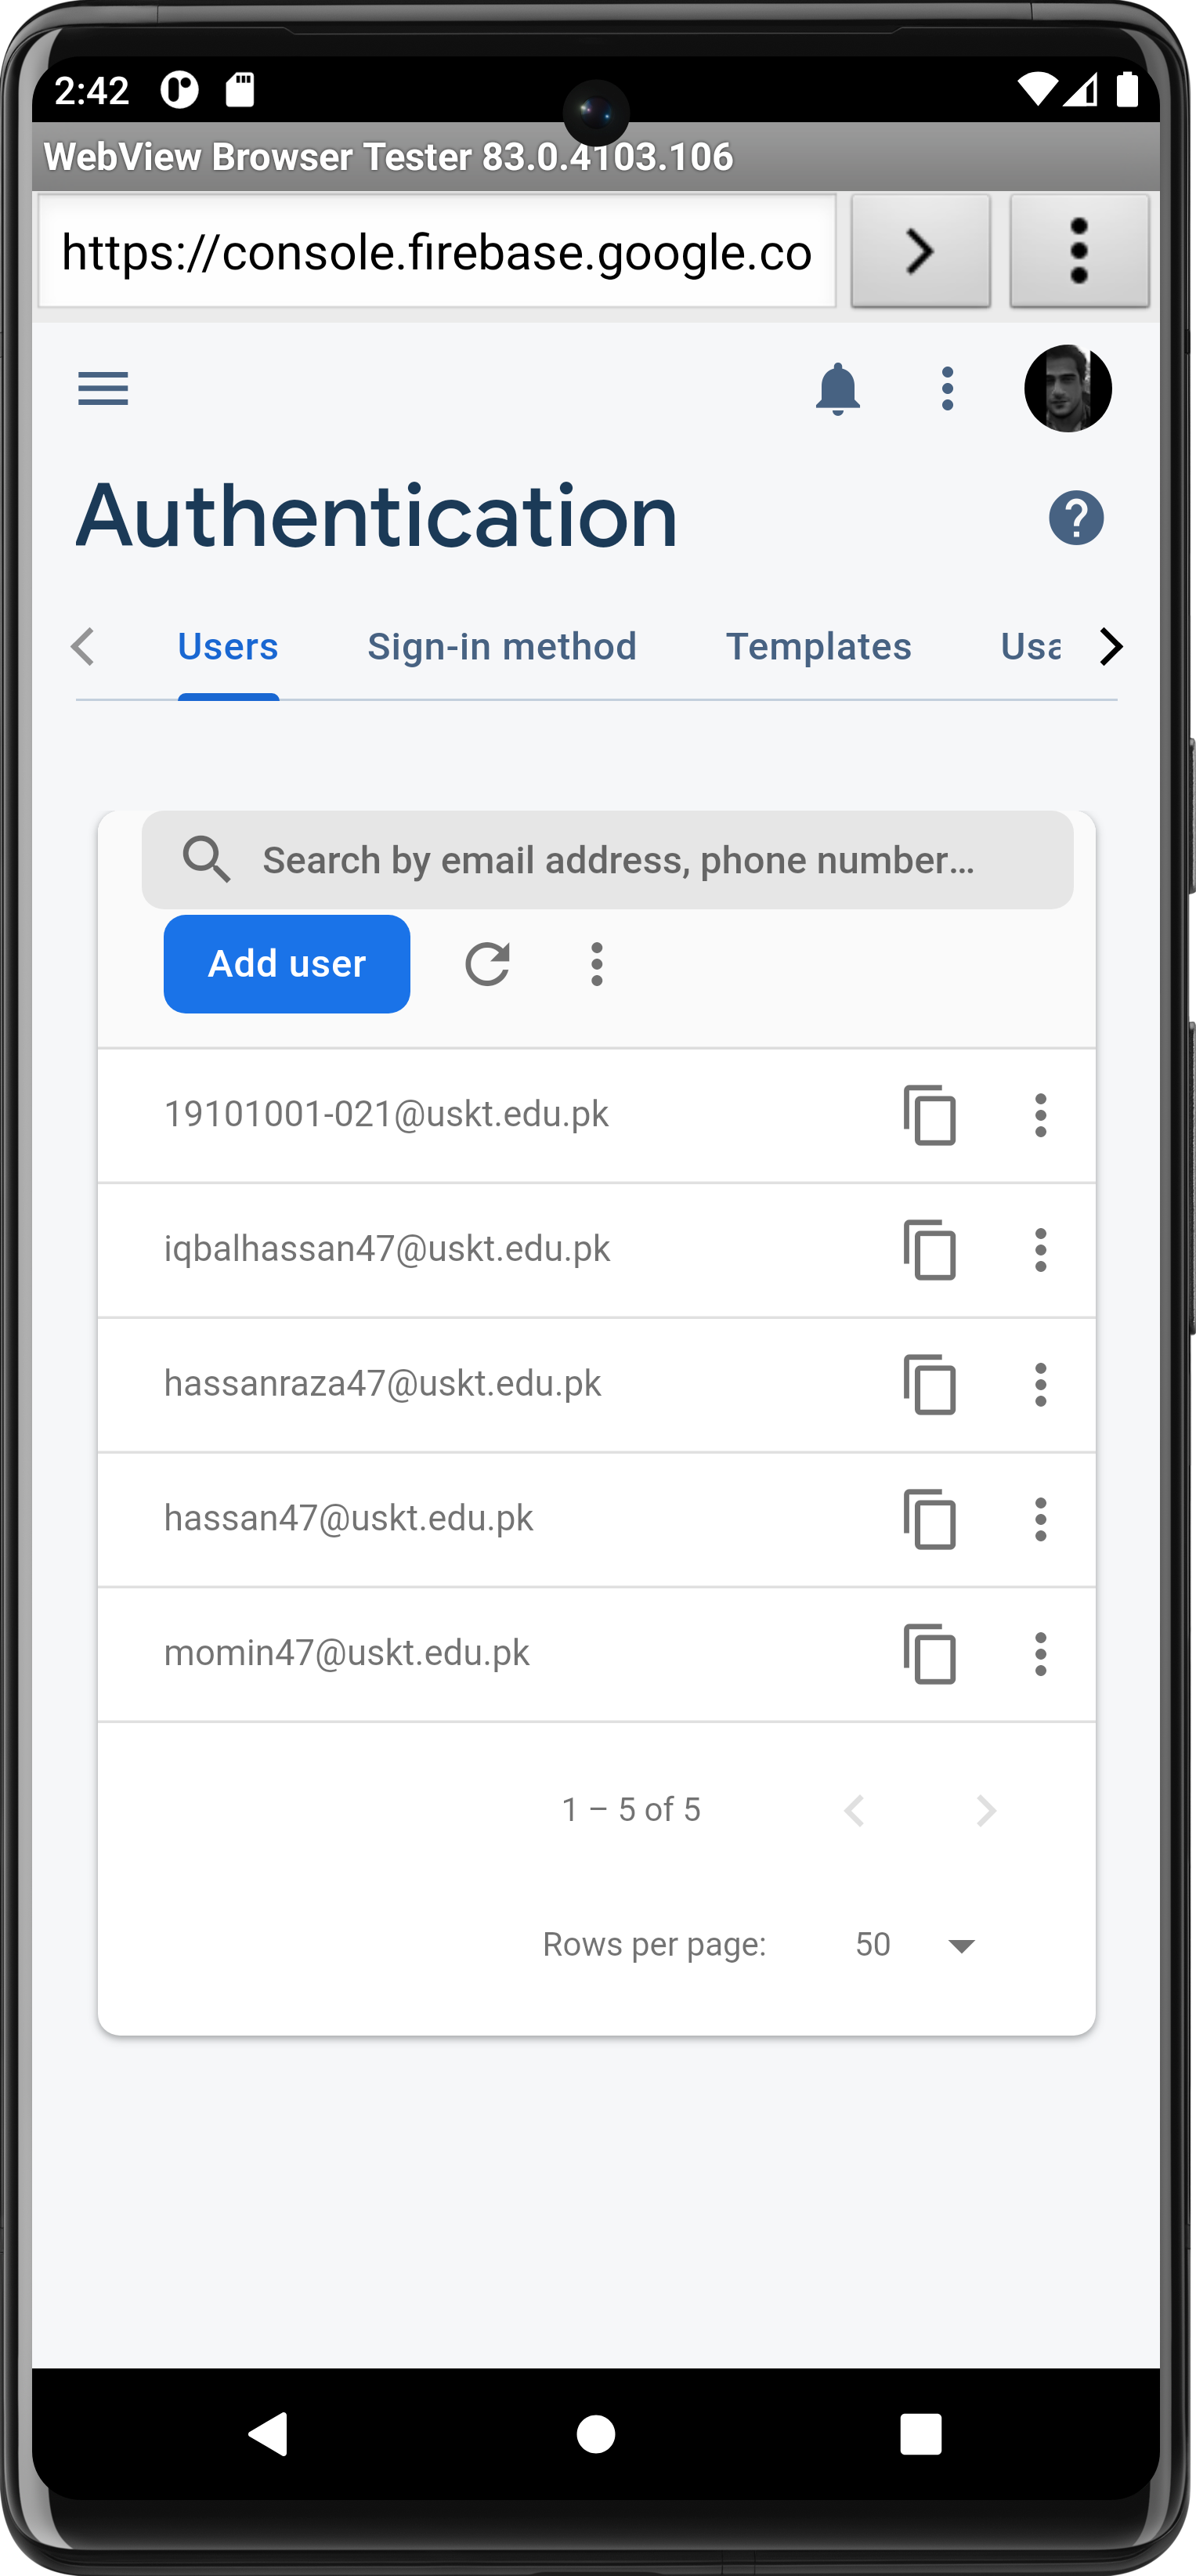 2:42
WebView Browser Tester 83.0.4103.106
https://console.firebase.google.co
Authentication
Users Sign-in method Templates Usa
Search by email address, phone number…
Add user
19101001-021@uskt.edu.pk
iqbalhassan47@uskt.edu.pk
hassanraza47@uskt.edu.pk
hassan47@uskt.edu.pk
momin47@uskt.edu.pk
1 – 5 of 5
Rows per page: 50